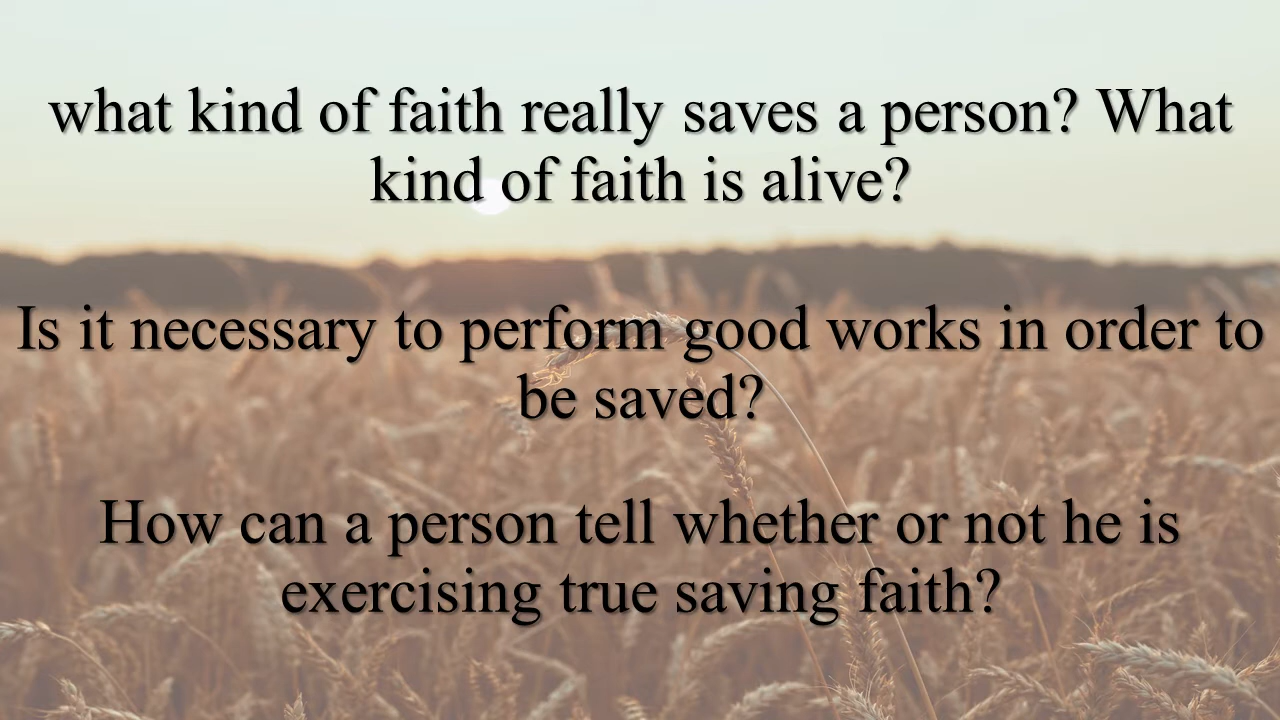 what kind of faith really saves a person? What
kind of faith is alive?
Is it necessary to perform good works in order to
be saved?
How can a person tell whether or not he is
exercising true saving faith?